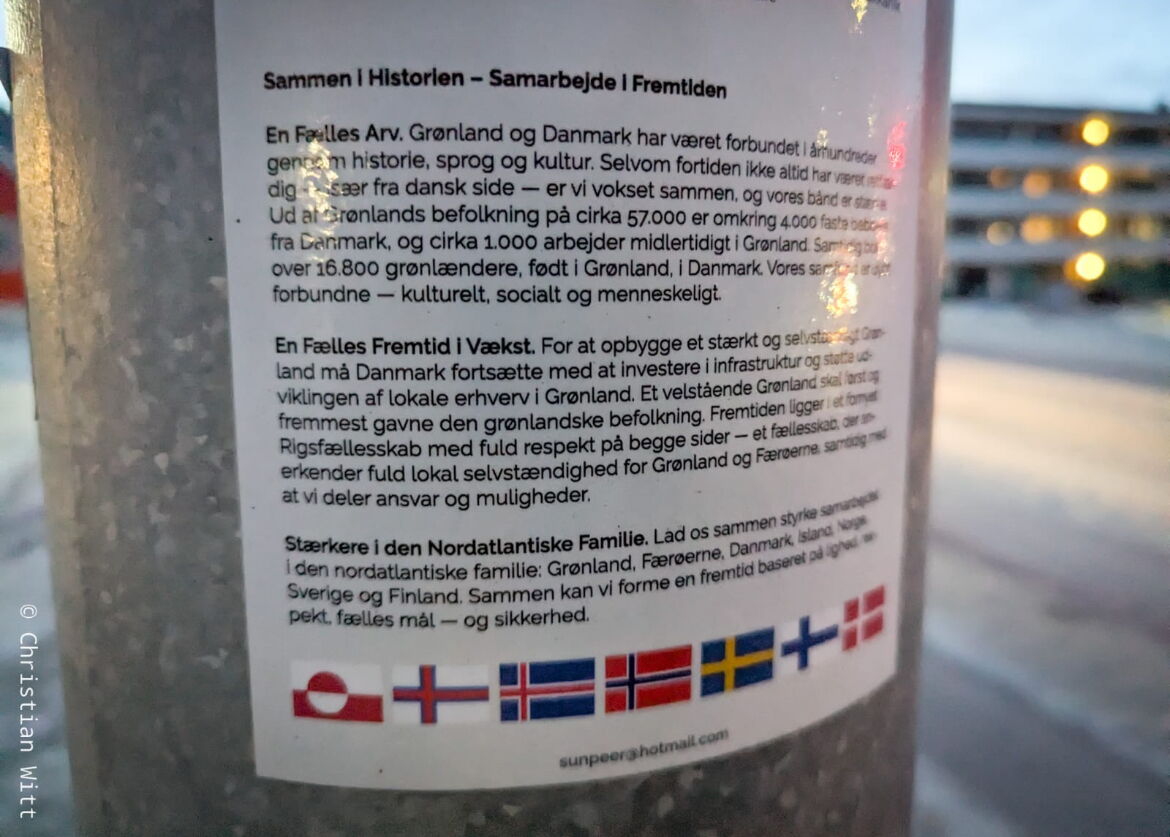 Sammen i Historien – Samarbejde i Fremtiden
En Fælles Arv. Grønland og Danmark har været forbundet i århundreder
gennem historie, sprog og kultur. Selvom fortiden ikke altid har været
dig især fra dansk side — er vi vokset sammen, og vores bånd er stærke.
Ud af Grønlands befolkning på cirka 57.000 er omkring 4.000 faste
fra Danmark, og cirka 1.000 arbejder midlertidigt i Grønland. Samtidig bor
over 16.800 grønlændere, født i Grønland, i Danmark. Vores er
forbundne — kulturelt, socialt og menneskeligt.
En Fælles Fremtid i Vækst. For at opbygge et stærkt og selvstændigt Grøn-
land må Danmark fortsætte med at investere i infrastruktur og støtte ud-
viklingen af lokale erhverv i Grønland. Et velstående Grønland skal først og
fremmest gavne den grønlandske befolkning. Fremtiden ligger i et fornyet
Rigsfællesskab med fuld respekt på begge sider — et fællesskab, der an-
erkender fuld lokal selvstændighed for Grønland og Færøerne, samtidig med
at vi deler ansvar og muligheder.
Stærkere i den Nordatlantiske Familie. Lad os sammen styrke samarbejdet
i den nordatlantiske familie: Grønland, Færøerne, Danmark, Island, Norge,
Sverige og Finland. Sammen kan vi forme en fremtid baseret på lighed, res-
pekt, fælles mål — og sikkerhed.
sunpeer@hotmail.com
© Christian Witt